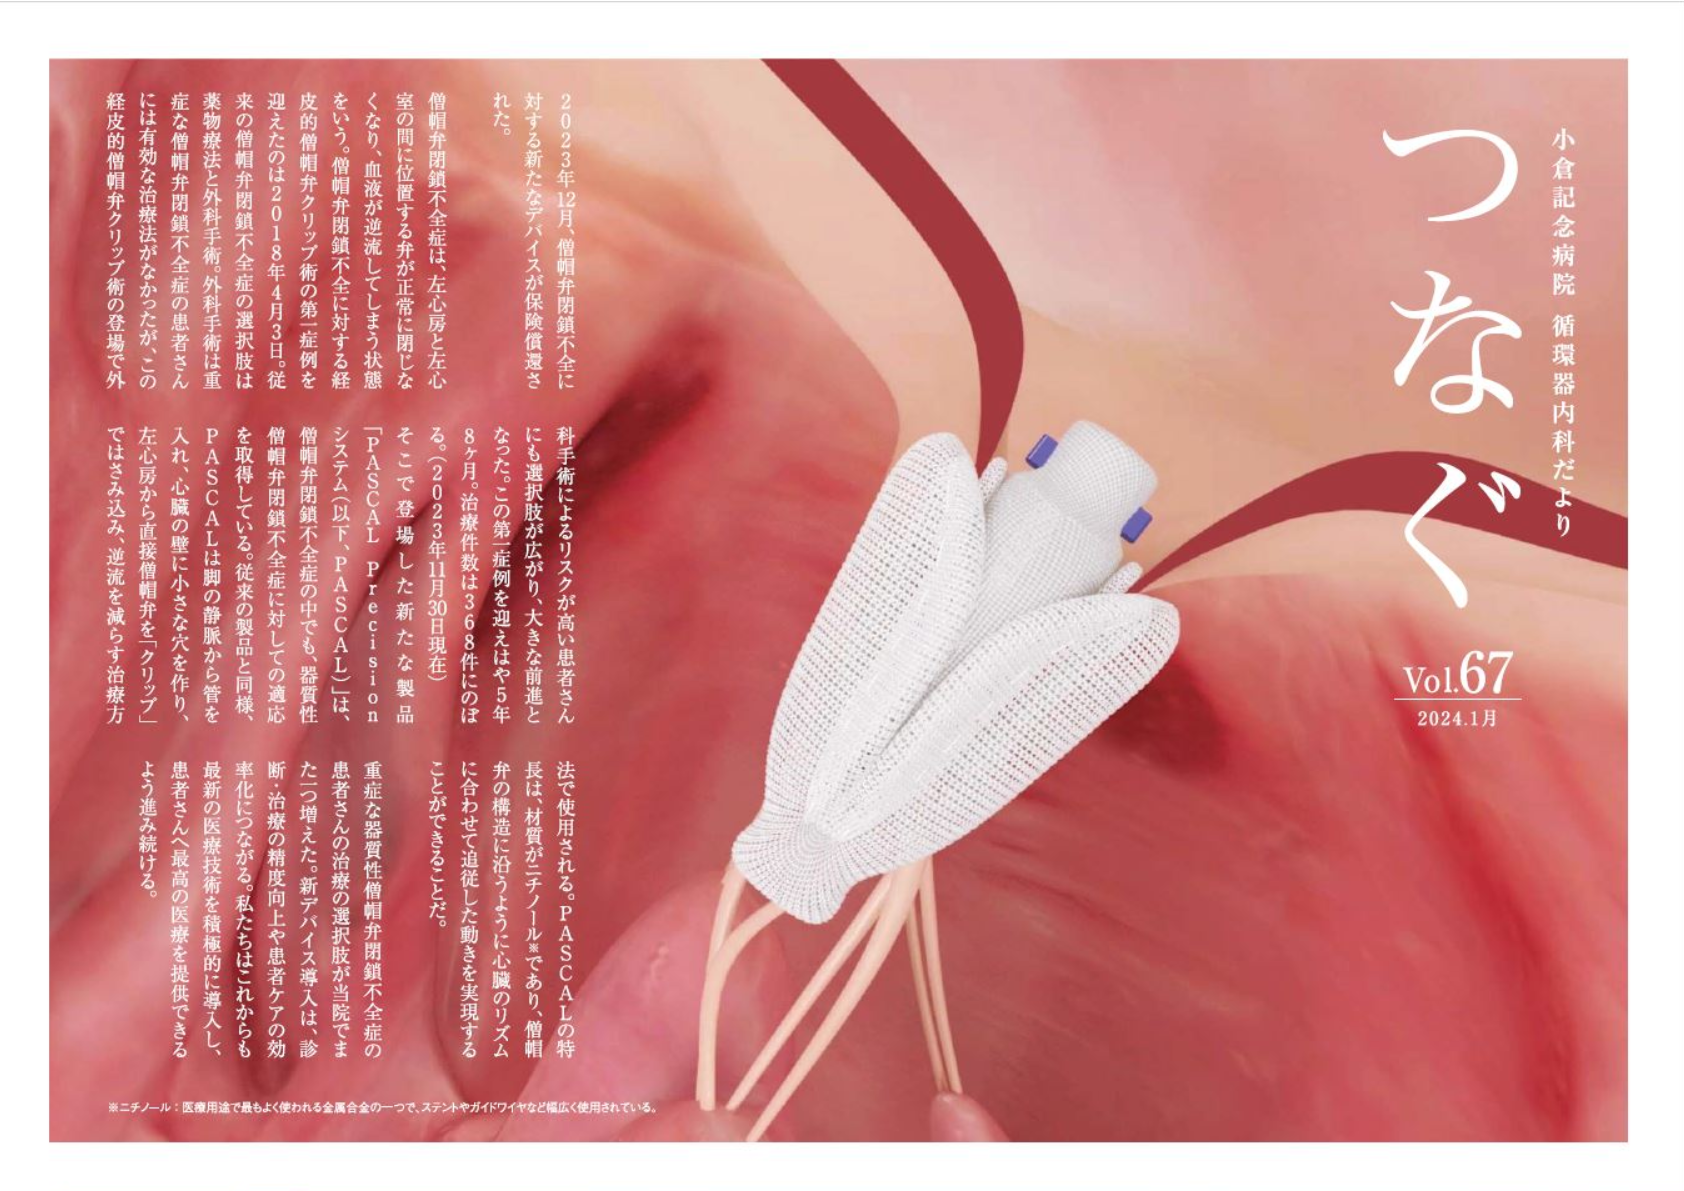 小倉記念病院 循環器内科だより
つなぐ
Vol.67
2024.1月
2023年12月、僧帽弁閉鎖不全に
対する新たなデバイスが保険償還さ
れた。
僧帽弁閉鎖不全症は、左心房と左心
室の間に位置する弁が正常に閉じな
くなり、血液が逆流してしまう状態
をいう。僧帽弁閉鎖不全に対する経
皮的僧帽弁クリップ術の第一症例を
迎えたのは2018年4月3日。従
来の僧帽弁閉鎖不全症の選択肢は
薬物療法と外科手術。外科手術は重
症な僧帽弁閉鎖不全症の患者さん
には有効な治療法がなかったが、この
経皮的僧帽弁クリップ術の登場で外
科手術によるリスクが高い患者さん
にも選択肢が広がり、大きな前進と
なった。この第一症例を迎えはや5年
8ヶ月。治療件数は368件にのぼ
る。(2023年11月30日現在)
そこで登場した新たな製品
「PASCAL Precision
システム(以下、PASCAL)」は、
僧帽弁閉鎖不全症の中でも、器質性
僧帽弁閉鎖不全症に対しての適応
を取得している。従来の製品と同様、
PASCALは脚の静脈から管を
入れ、心臓の壁に小さな穴を作り、
左心房から直接僧帽弁を「クリップ」
ではさみ込み、逆流を減らす治療方
法で使用される。PASCALの特
長は、材質がニチノール※であり、僧帽
弁の構造に沿うように心臓のリズム
に合わせて追従した動きを実現する
ことができることだ。
重症な器質性僧帽弁閉鎖不全症の
患者さんの治療の選択肢が当院でま
た一つ増えた。新デバイス導入は、診
断・治療の精度向上や患者ケアの効
率化につながる。私たちはこれからも
最新の医療技術を積極的に導入し、
患者さんへ最高の医療を提供できる
よう進み続ける。
※ニチノール：医療用途で最もよく使われる金属合金の一つで、ステントやガイドワイヤなど幅広く使用されている。